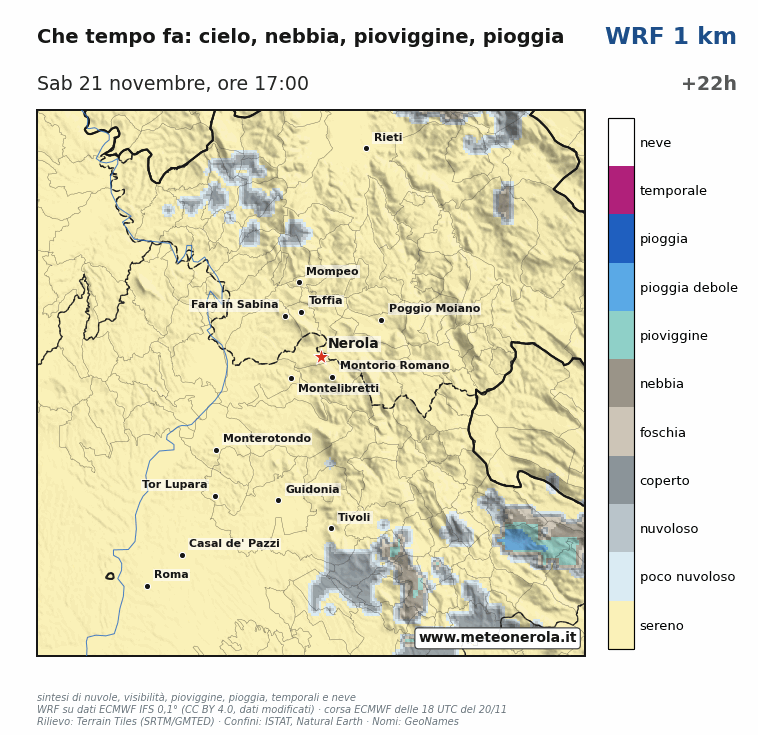 Che tempo fa: cielo, nebbia, pioviggine, pioggia
WRF 1 km
Sab 21 novembre, ore 17:00
+22h
Rieti
Mompeo
Fara in Sabina
Toffia
Poggio Moiano
Nerola
Montorio Romano
Montelibretti
Monterotondo
Tor Lupara
Guidonia
Tivoli
Casal de' Pazzi
Roma
www.meteonerola.it
neve
temporale
pioggia
pioggia debole
pioviggine
nebbia
foschia
coperto
nuvoloso
poco nuvoloso
sereno
sintesi di nuvole, visibilità, pioviggine, pioggia, temporali e neve
WRF su dati ECMWF IFS 0,1° (CC BY 4.0, dati modificati) · corsa ECMWF delle 18 UTC del 20/11
Rilievo: Terrain Tiles (SRTM/GMTED) · Confini: ISTAT, Natural Earth · Nomi: GeoNames